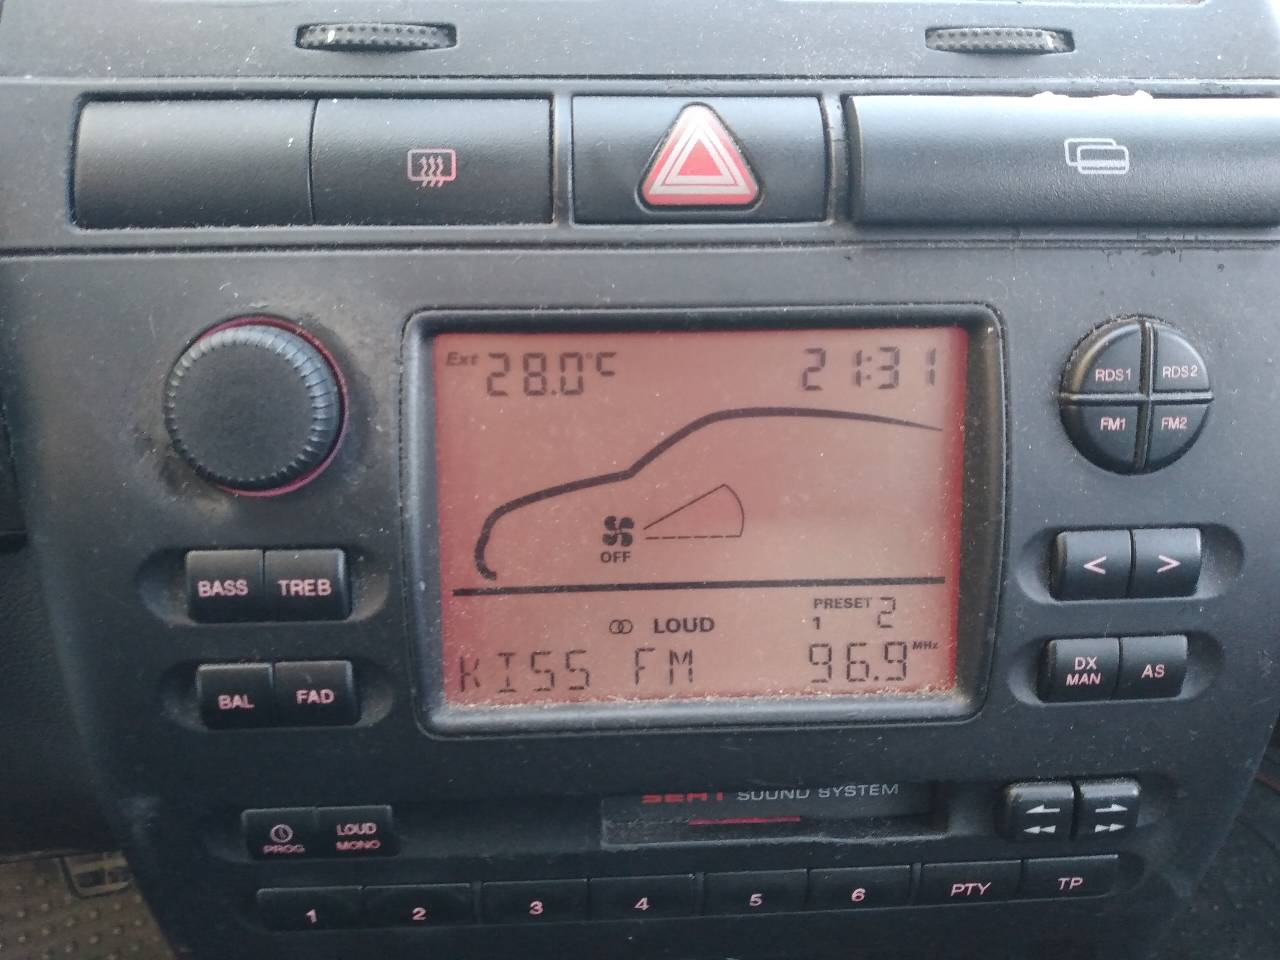 Ext 28.0°C 21:31
RDS1 RDS2
FM1 FM2
OFF
< >
BASS TREB
PRESET 2
LOUD 1
KISS FM 96.9 MHz
DX MAN AS
BAL FAD
SEAT SOUND SYSTEM
PROG LOUD MONO
1 2 3 4 5 6 PTY TP